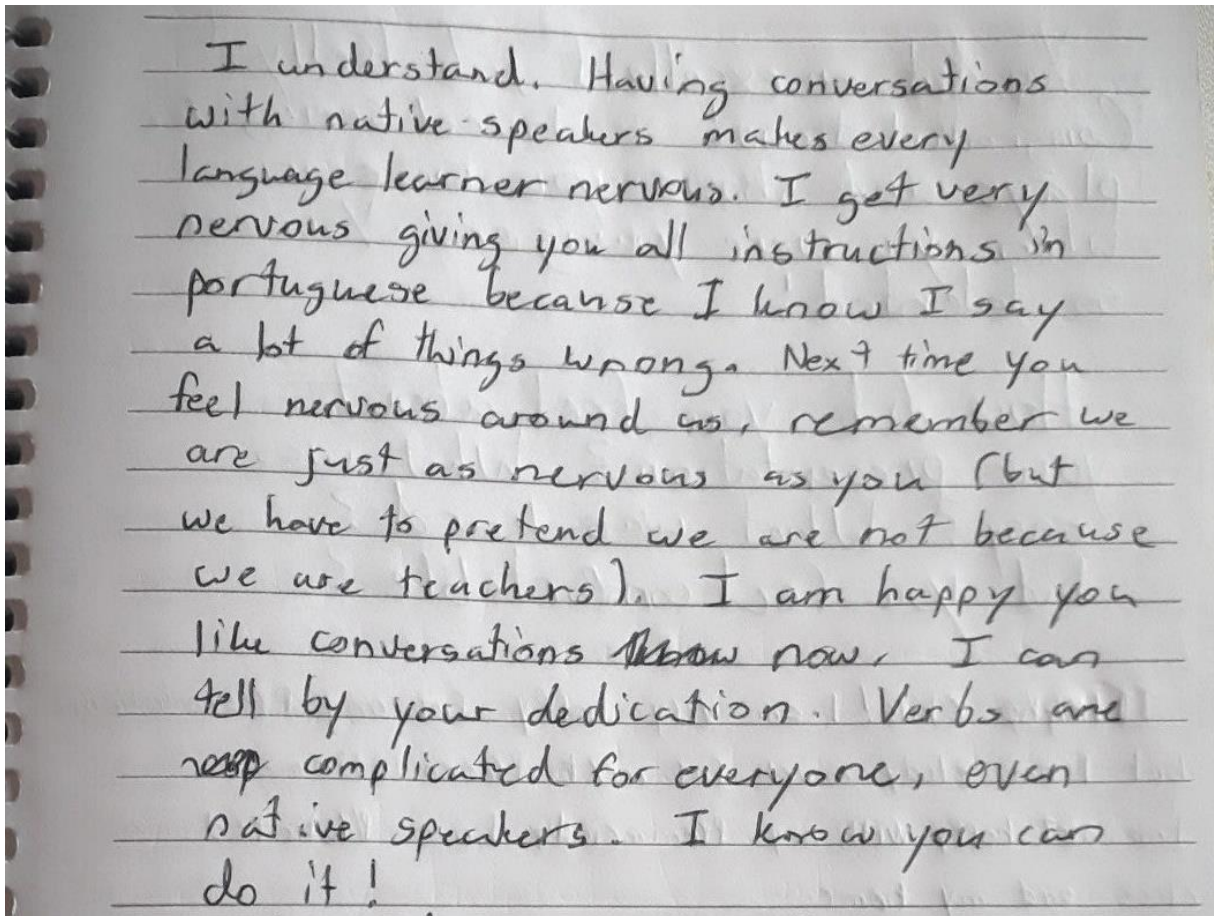 I understand. Having conversations
with native speakers makes every
language learner nervous. I get very
nervous giving you all instructions in
portuguese because I know I say
a lot of things wrong. Next time you
feel nervous around us, remember we
are just as nervous as you (but
we have to pretend we are not because
we are teachers). I am happy you
like conversations now, I can
tell by your dedication. Verbs are
complicated for everyone, even
native speakers. I know you can
do it!